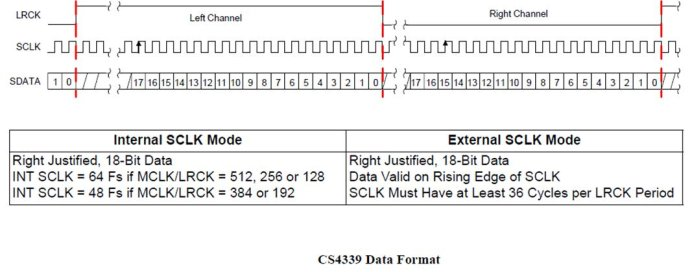 LRCK
Left Channel
Right Channel
SCLK
SDATA
1 0 17 16 15 14 13 12 11 10 9 8 7 6 5 4 3 2 1 0 17 16 15 14 13 12 11 10 9 8 7 6 5 4 3 2 1 0
Internal SCLK Mode
External SCLK Mode
Right Justified, 18-Bit Data
INT SCLK = 64 Fs if MCLK/LRCK = 512, 256 or 128
INT SCLK = 48 Fs if MCLK/LRCK = 384 or 192
Right Justified, 18-Bit Data
Data Valid on Rising Edge of SCLK
SCLK Must Have at Least 36 Cycles per LRCK Period
CS4339 Data Format